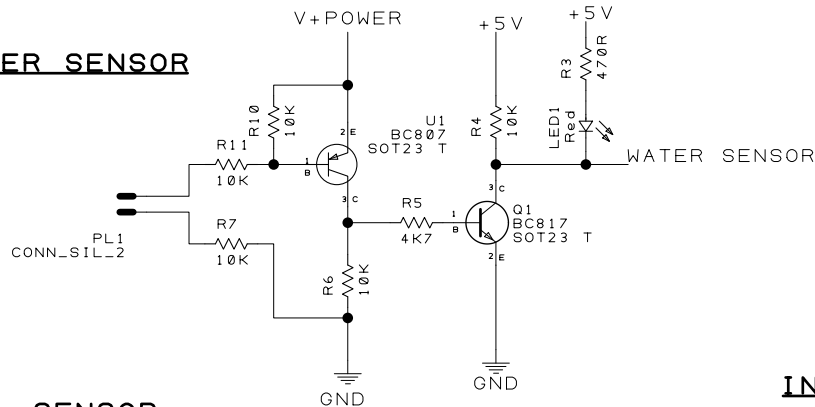 V+POWER
+5V
+5V
ER SENSOR
R3
470R
R10
10K
U1
BC807
SOT23 T
R4
10K
LED1
Red
2 E
R11
1
B
10K
WATER SENSOR
3 C
3 C
R5
1
B
4K7
Q1
BC817
SOT23 T
R7
10K
PL1
CONN_SIL_2
2 E
R6
10K
GND
GND
IN
SENSOR